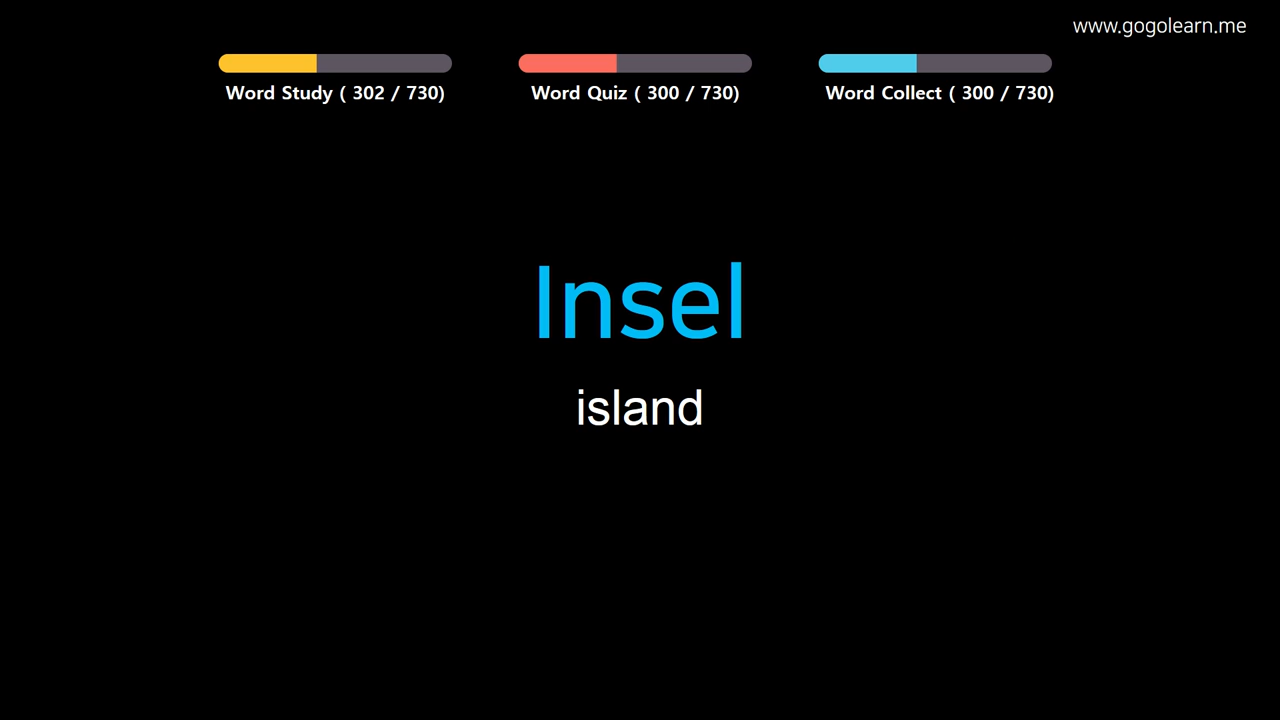 www.gogolearn.me
Word Study ( 302 / 730)
Word Quiz ( 300 / 730)
Word Collect ( 300 / 730)
Insel
island